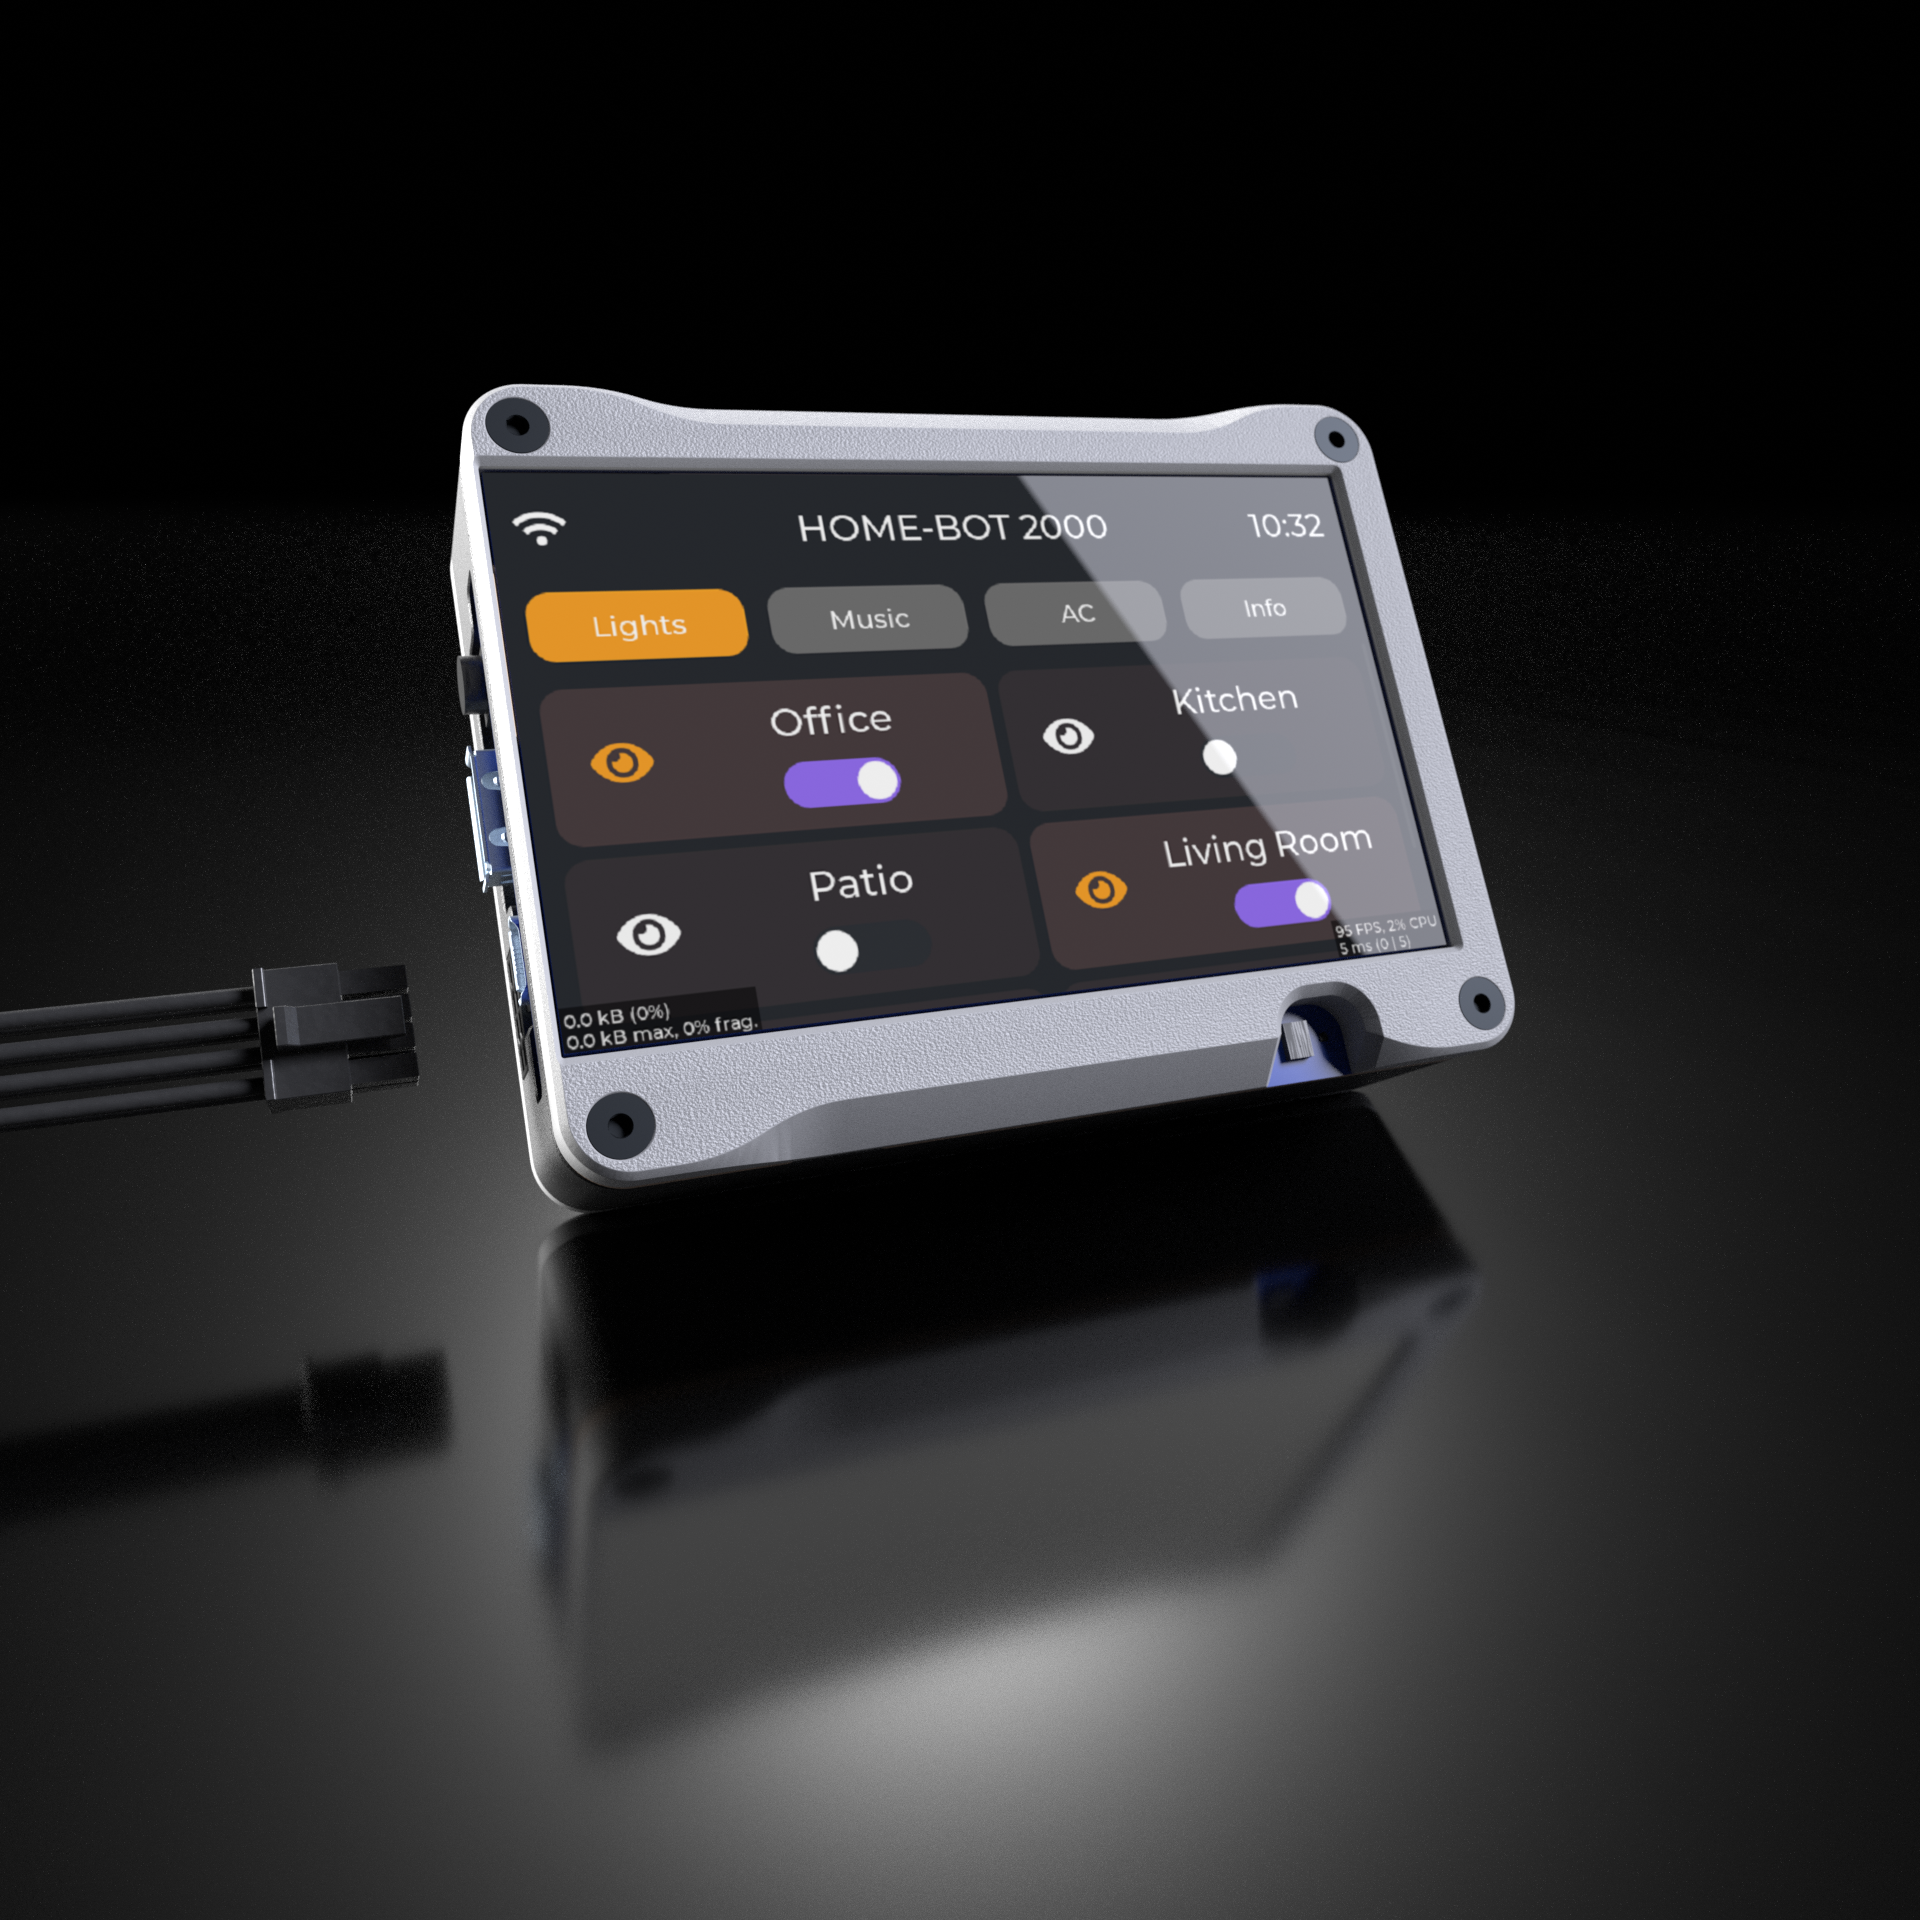 HOME-BOT 2000
10:32
Lights
Music
AC
Info
Office
Kitchen
Patio
Living Room
95 FPS, 2% CPU
5 ms (0 | 5)
0.0 kB (0%)
0.0 kB max, 0% frag.